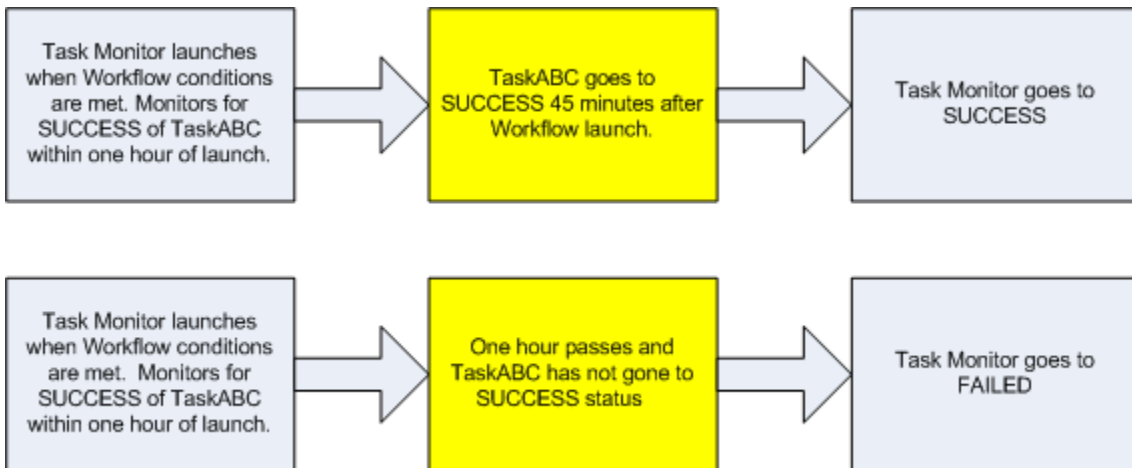 Task Monitor launches
when Workflow conditions
are met. Monitors for
SUCCESS of TaskABC
within one hour of launch.
TaskABC goes to
SUCCESS 45 minutes after
Workflow launch.
Task Monitor goes to
SUCCESS
Task Monitor launches
when Workflow conditions
are met.  Monitors for
SUCCESS of TaskABC
within one hour of launch.
One hour passes and
TaskABC has not gone to
SUCCESS status
Task Monitor goes to
FAILED